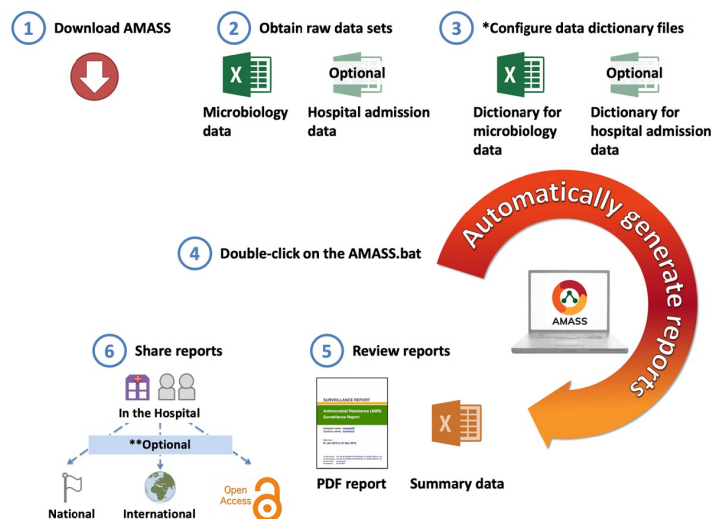 1 Download AMASS
2 Obtain raw data sets
X
Microbiology
data
Optional
Hospital admission
data
3 *Configure data dictionary files
X
Dictionary for
microbiology
data
Optional
Dictionary for
hospital admission
data
4 Double-click on the AMASS.bat
Automatically generate reports
AMASS
5 Review reports
SURVEILLANCE REPORT
Antimicrobial Resistance (AMR)
Surveillance Report
PDF report
X
Summary data
6 Share reports
In the Hospital
**Optional
National
International
Open
Access